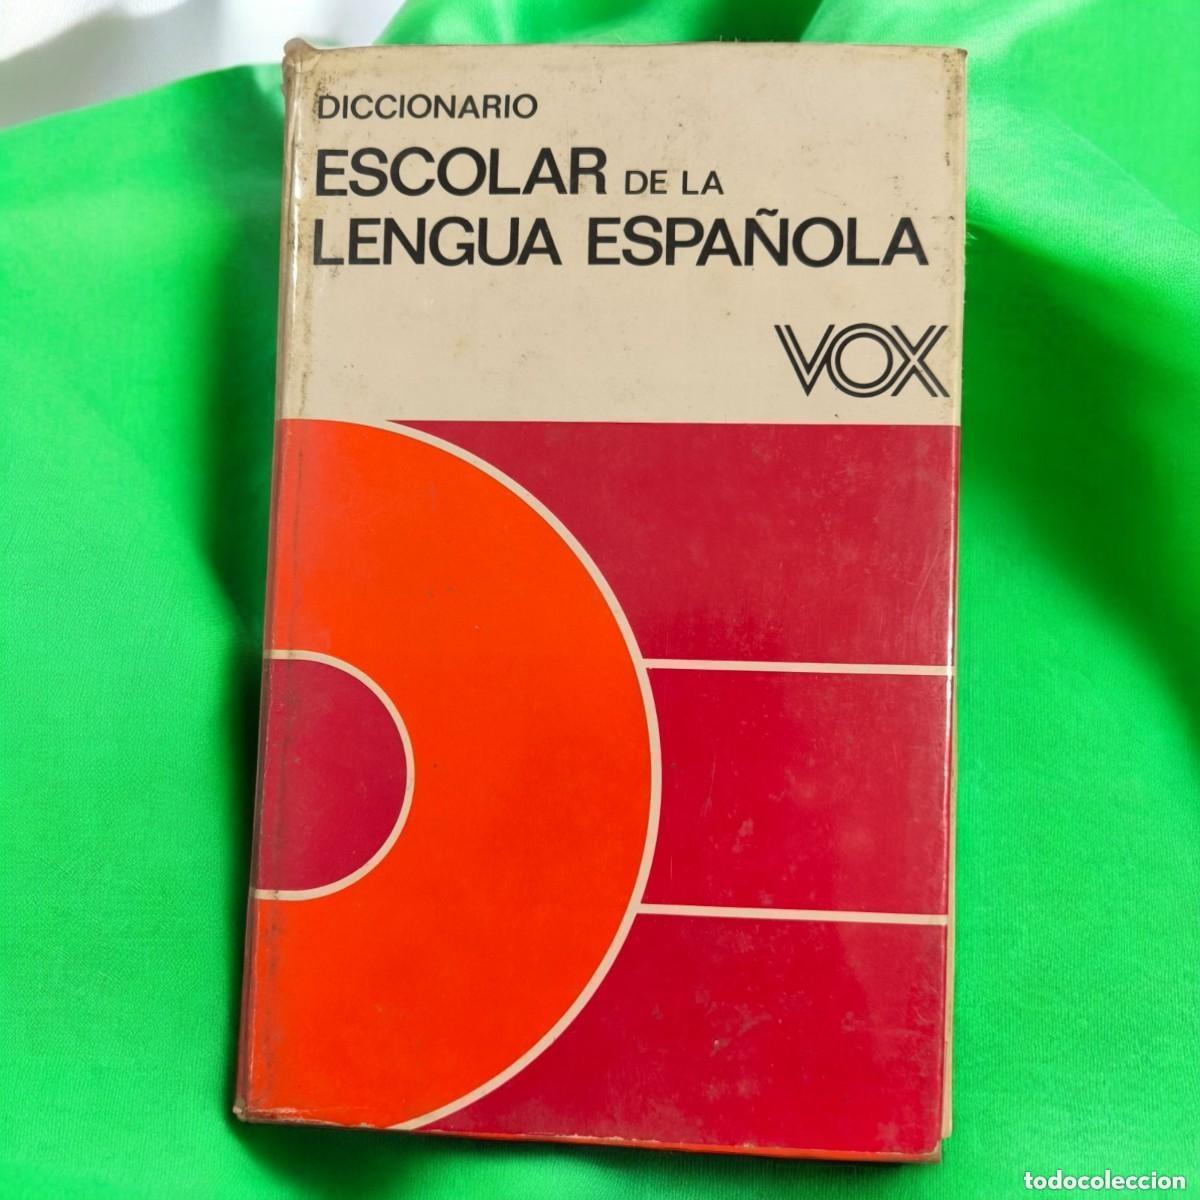 DICCIONARIO
ESCOLAR DE LA
LENGUA ESPAÑOLA
VOX
todocoleccion